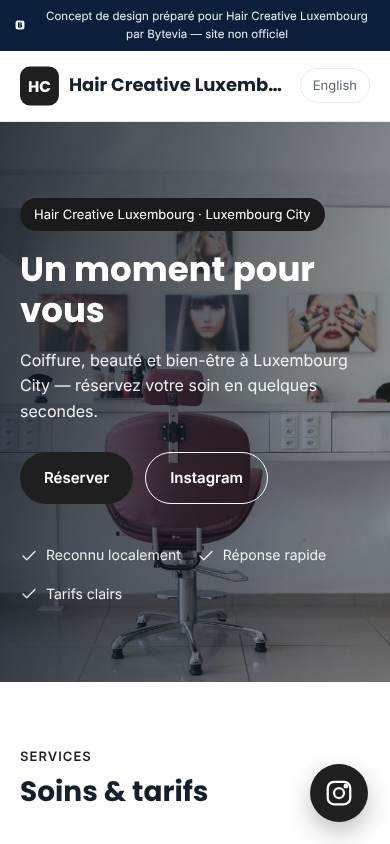 Concept de design préparé pour Hair Creative Luxembourg
par Bytevia — site non officiel
HC
Hair Creative Luxemb...
English
Hair Creative Luxembourg · Luxembourg City
Un moment pour
vous
Coiffure, beauté et bien-être à Luxembourg
City — réservez votre soin en quelques
secondes.
Réserver
Instagram
Reconnu localement
Réponse rapide
Tarifs clairs
SERVICES
Soins & tarifs